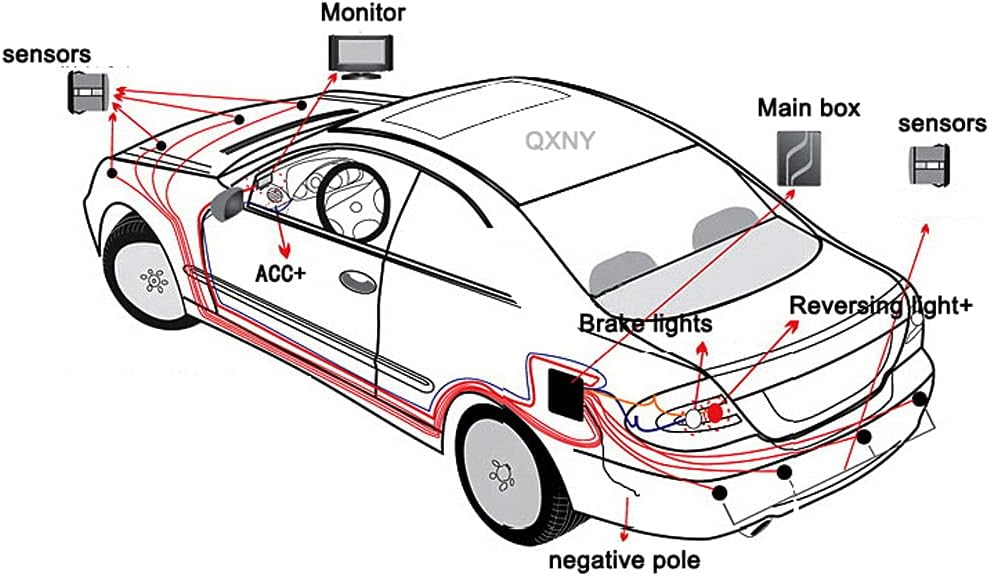 Monitor
sensors
Main box
sensors
QXNY
ACC+
Reversing light+
Brake lights
negative pole